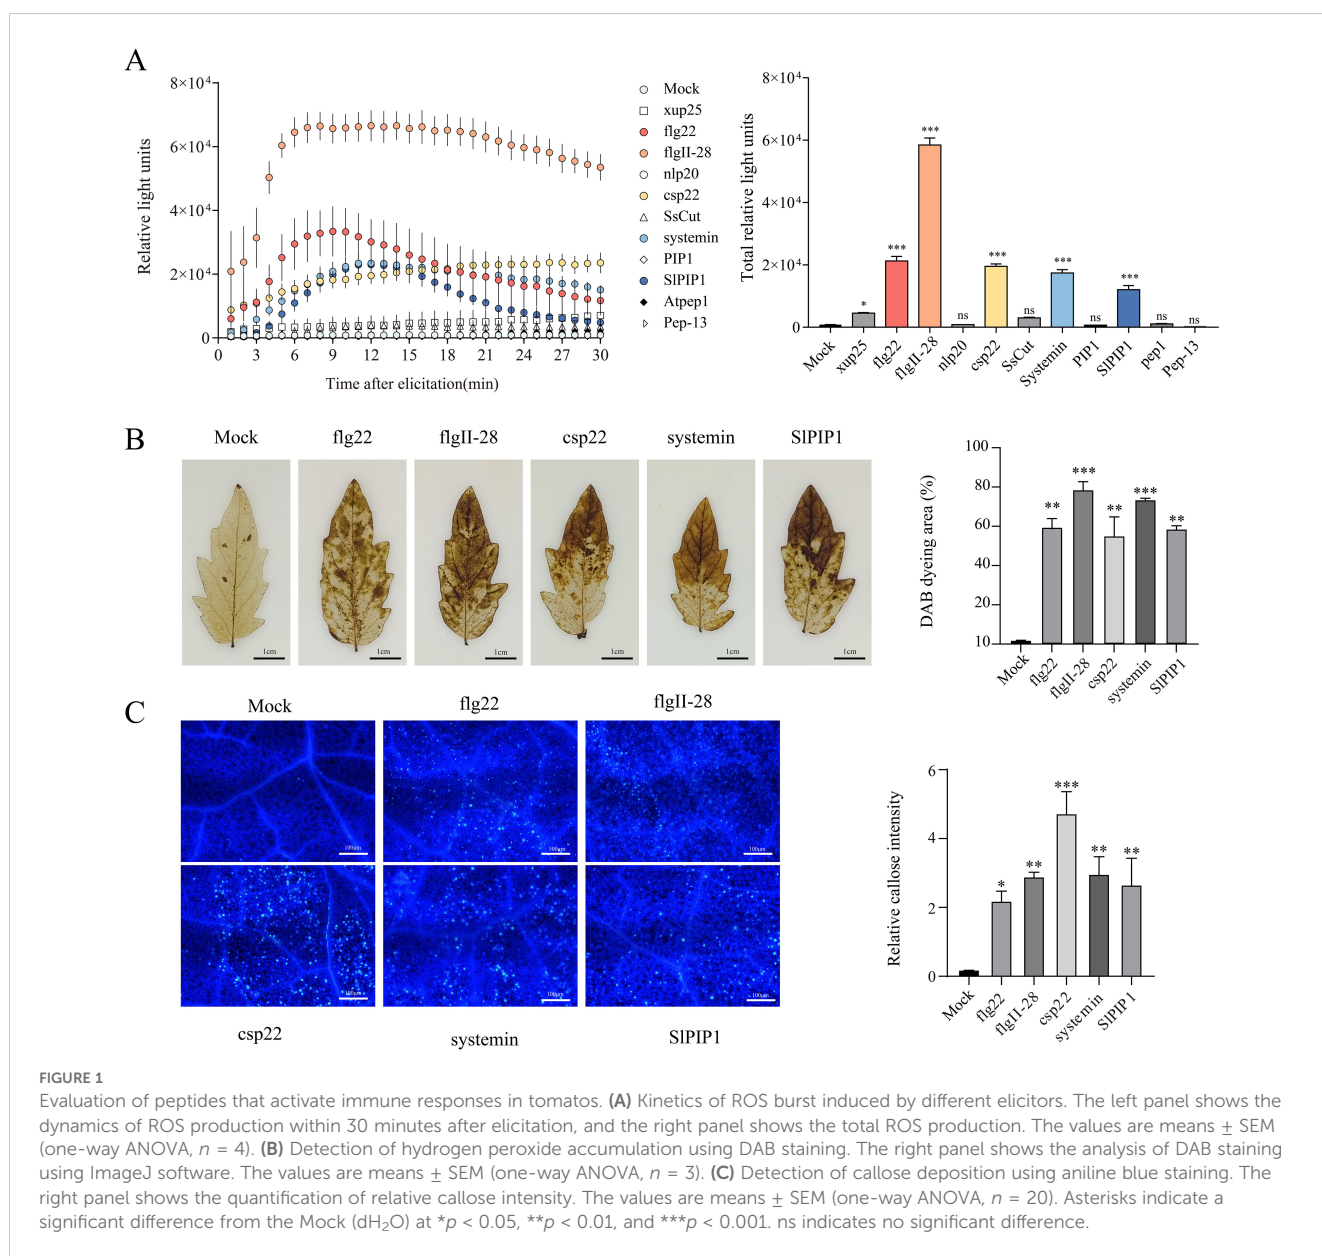 A
8×10⁴
6×10⁴
4×10⁴
2×10⁴
0
0 3 6 9 12 15 18 21 24 27 30
Relative light units
Time after elicitation(min)
Mock
xup25
flg22
flgII-28
nlp20
csp22
SsCut
systemin
PIP1
SlPIP1
Atpep1
Pep-13
8×10⁴
6×10⁴
4×10⁴
2×10⁴
0
Total relative light units
* *** *** ns *** ns *** ns *** ns ns
Mock xup25 flg22 flgII-28 nlp20 csp22 SsCut Systemin PIP1 SlPIP1 pep1 Pep-13
B
Mock flg22 flgII-28 csp22 systemin SlPIP1
1cm 1cm 1cm 1cm 1cm 1cm
100
80
60
40
20
10
DAB dyeing area (%)
** *** ** *** **
Mock flg22 flgII-28 csp22 systemin SlPIP1
C
Mock flg22 flgII-28
100μm 100μm 100μm
100μm 100μm 100μm
csp22 systemin SlPIP1
6
4
2
0
Relative callose intensity
* ** *** ** **
Mock flg22 flgII-28 csp22 systemin SlPIP1
FIGURE 1
Evaluation of peptides that activate immune responses in tomatos. (A) Kinetics of ROS burst induced by different elicitors. The left panel shows the
dynamics of ROS production within 30 minutes after elicitation, and the right panel shows the total ROS production. The values are means ± SEM
(one-way ANOVA, n = 4). (B) Detection of hydrogen peroxide accumulation using DAB staining. The right panel shows the analysis of DAB staining
using ImageJ software. The values are means ± SEM (one-way ANOVA, n = 3). (C) Detection of callose deposition using aniline blue staining. The
right panel shows the quantification of relative callose intensity. The values are means ± SEM (one-way ANOVA, n = 20). Asterisks indicate a
significant difference from the Mock (dH₂O) at *p < 0.05, **p < 0.01, and ***p < 0.001. ns indicates no significant difference.